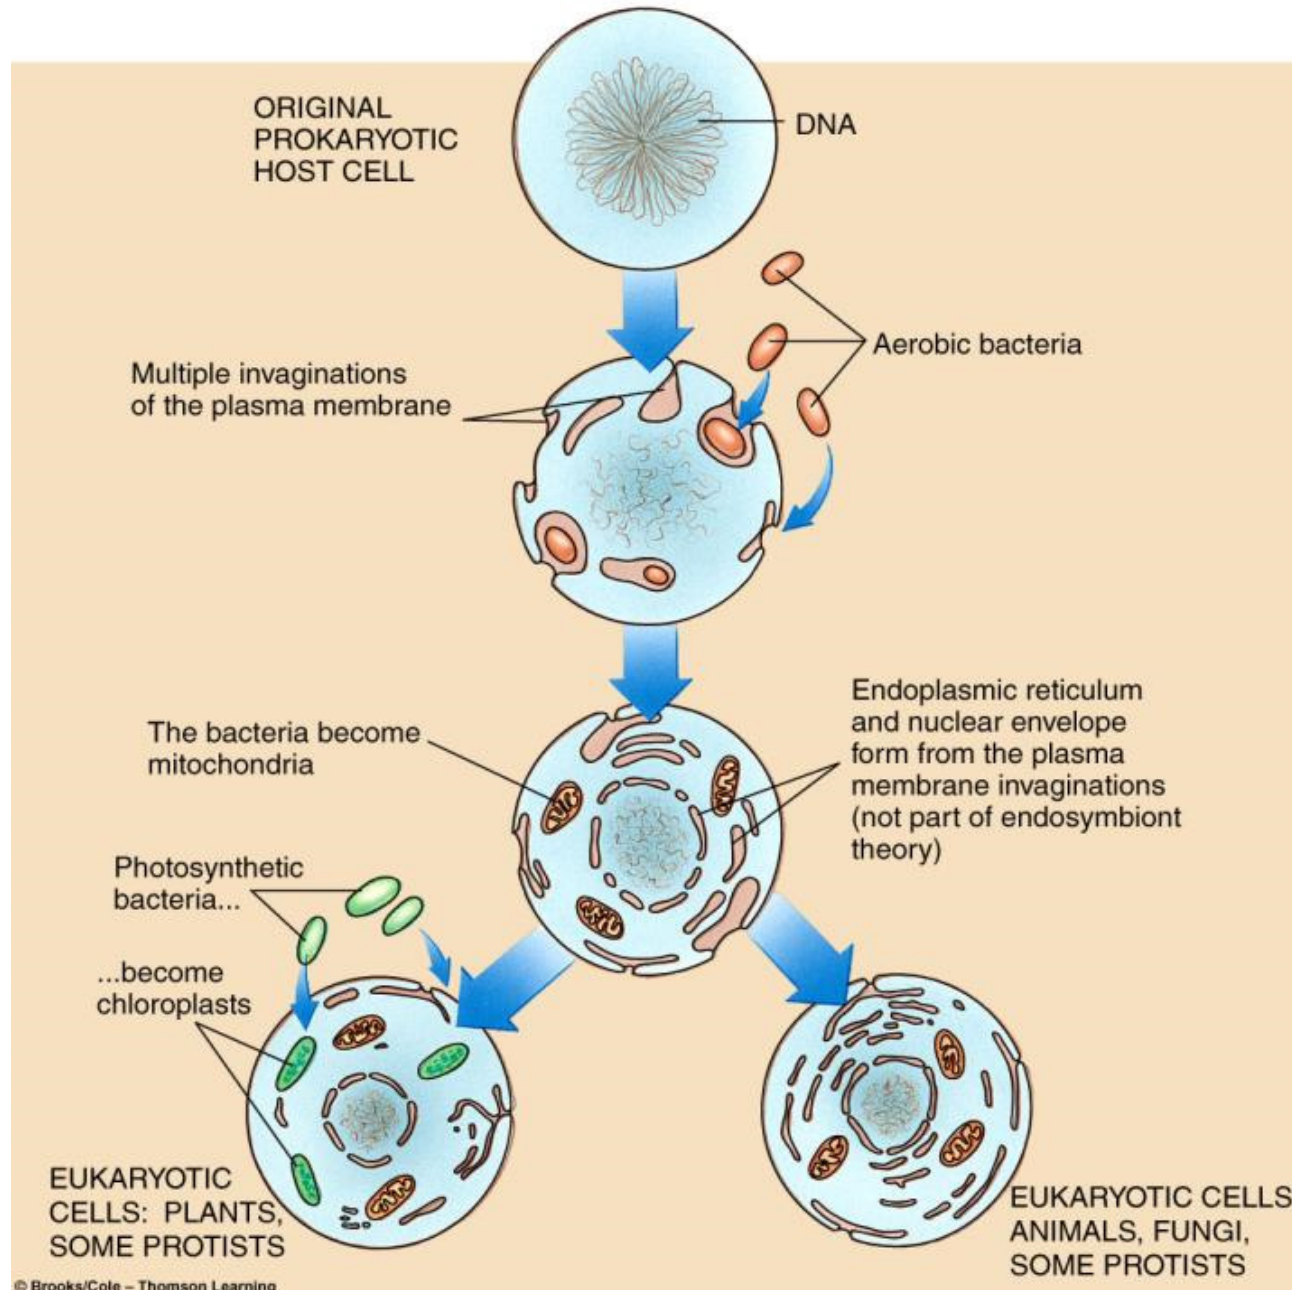 ORIGINAL
PROKARYOTIC
HOST CELL
DNA
Aerobic bacteria
Multiple invaginations
of the plasma membrane
Endoplasmic reticulum
and nuclear envelope
form from the plasma
membrane invaginations
(not part of endosymbiont
theory)
The bacteria become
mitochondria
Photosynthetic
bacteria...
...become
chloroplasts
EUKARYOTIC
CELLS: PLANTS,
SOME PROTISTS
EUKARYOTIC CELLS
ANIMALS, FUNGI,
SOME PROTISTS
© Brooks/Cole – Thomson Learning